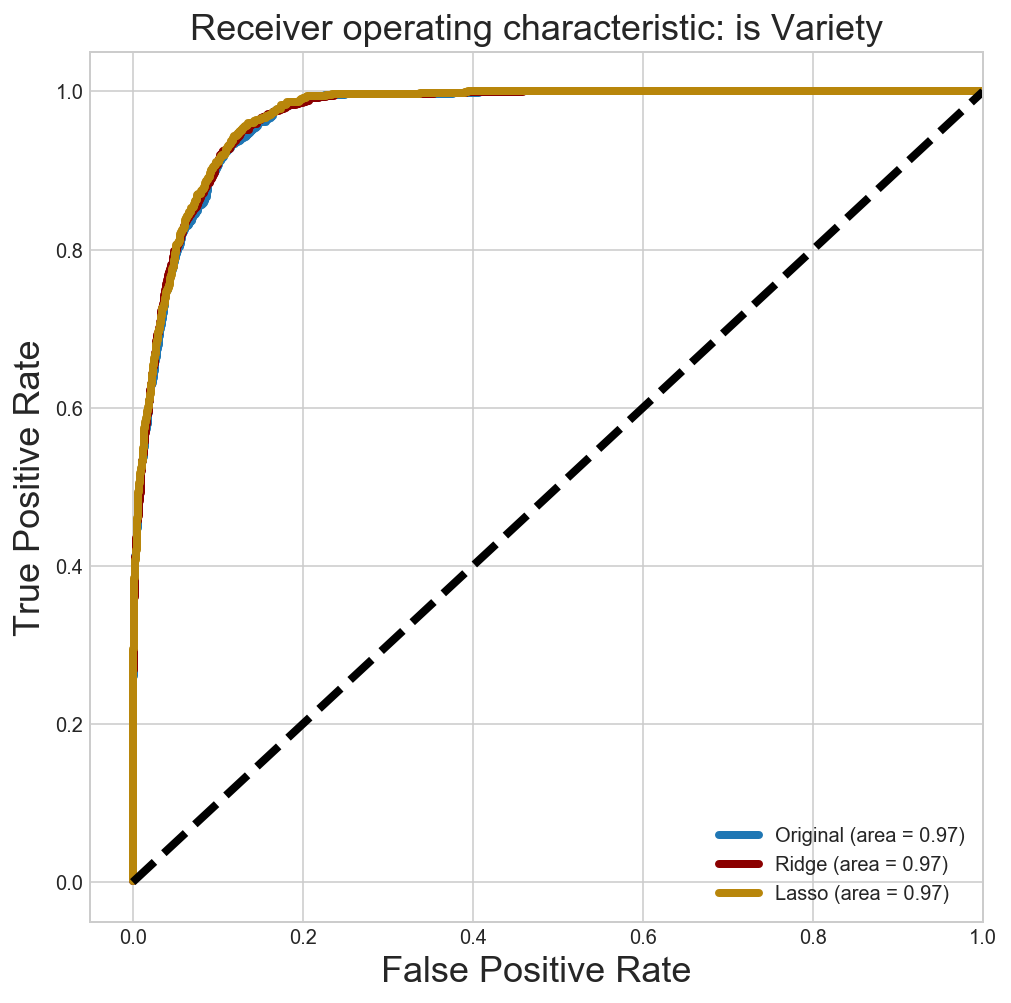 Receiver operating characteristic: is Variety
True Positive Rate
1.0
0.8
0.6
0.4
0.2
0.0
Original (area = 0.97)
Ridge (area = 0.97)
Lasso (area = 0.97)
0.0 0.2 0.4 0.6 0.8 1.0
False Positive Rate